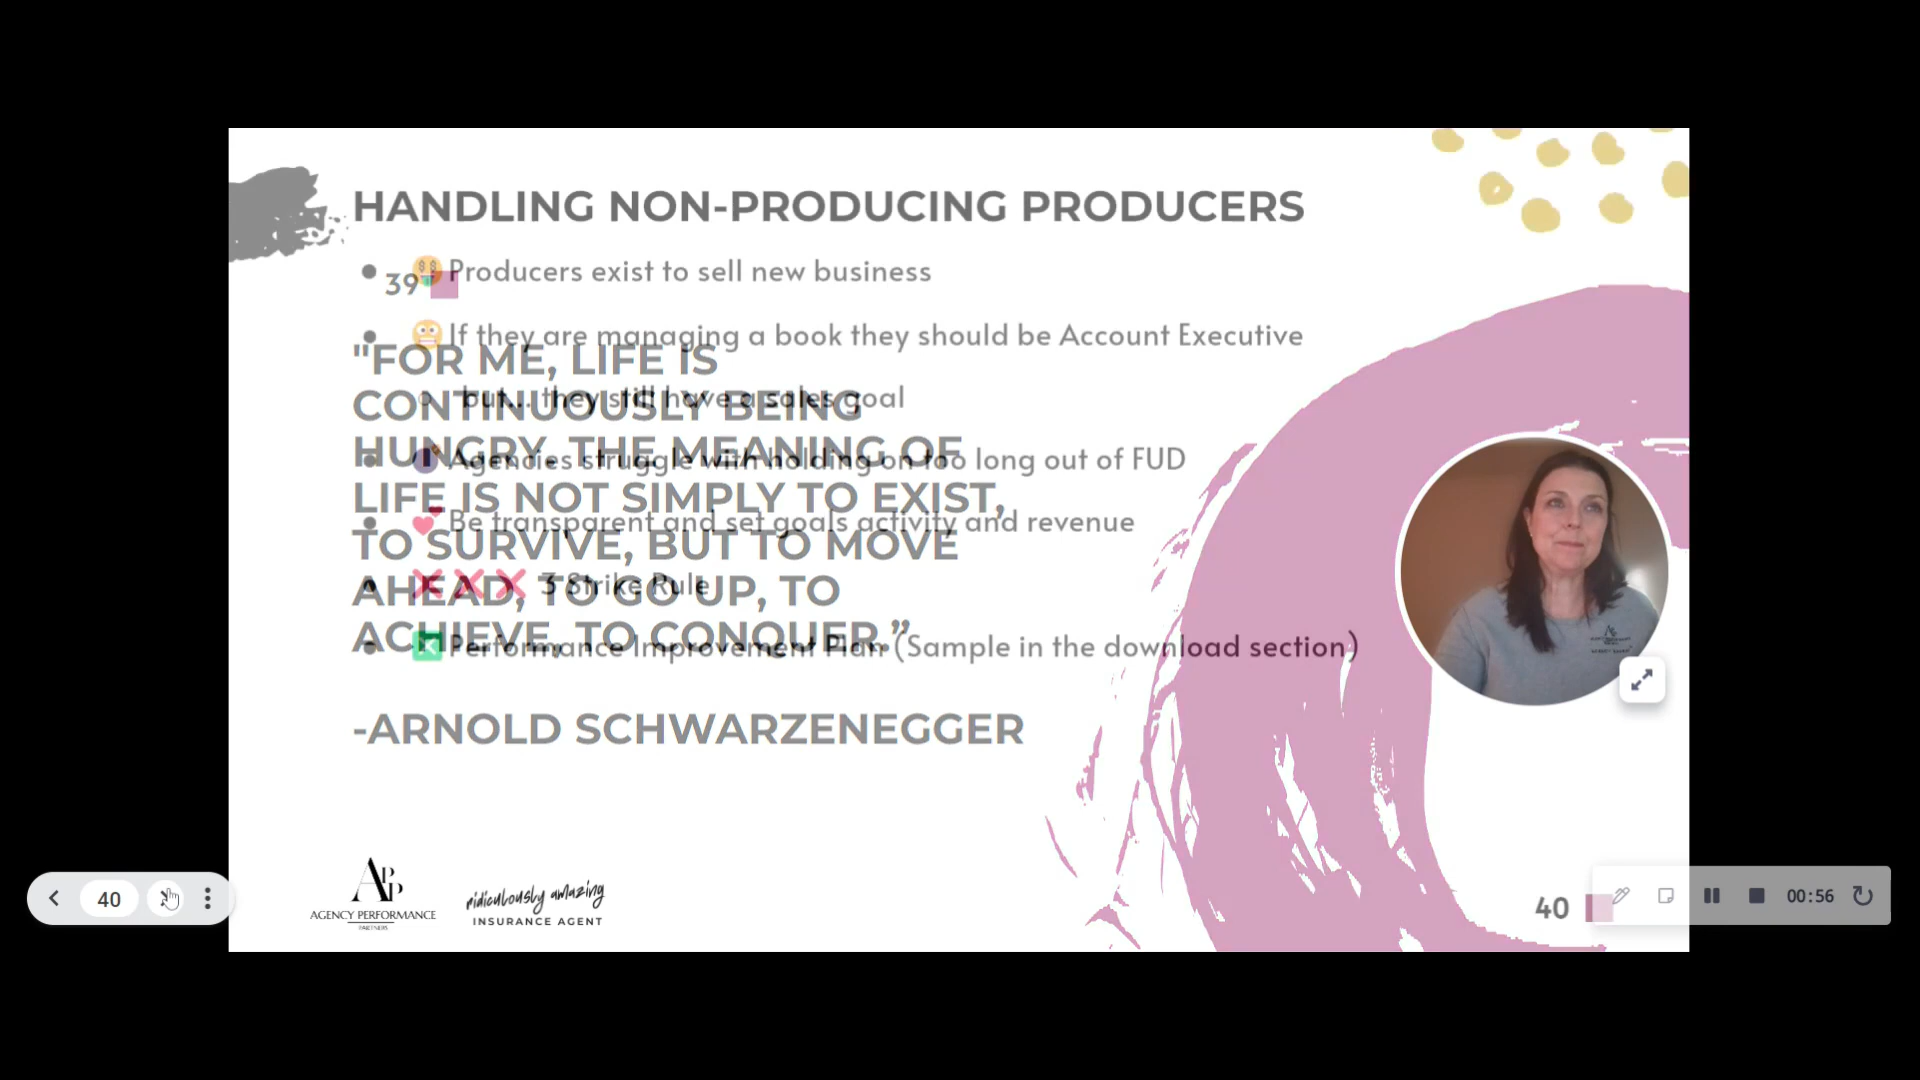 HANDLING NON-PRODUCING PRODUCERS
Producers exist to sell new business
39
If they are managing a book they should be Account Executive
but... they still have a sales goal
Agencies struggle with holding on too long out of FUD
Be transparent and set goals activity and revenue
3 Strike Rule
Performance Improvement Plan (Sample in the download section)
"FOR ME, LIFE IS
CONTINUOUSLY BEING
HUNGRY. THE MEANING OF
LIFE IS NOT SIMPLY TO EXIST,
TO SURVIVE, BUT TO MOVE
AHEAD, TO GO UP, TO
ACHIEVE, TO CONQUER.”
-ARNOLD SCHWARZENEGGER
40
APP
AGENCY PERFORMANCE
PARTNERS
ridiculously amazing
INSURANCE AGENT
40
00:56